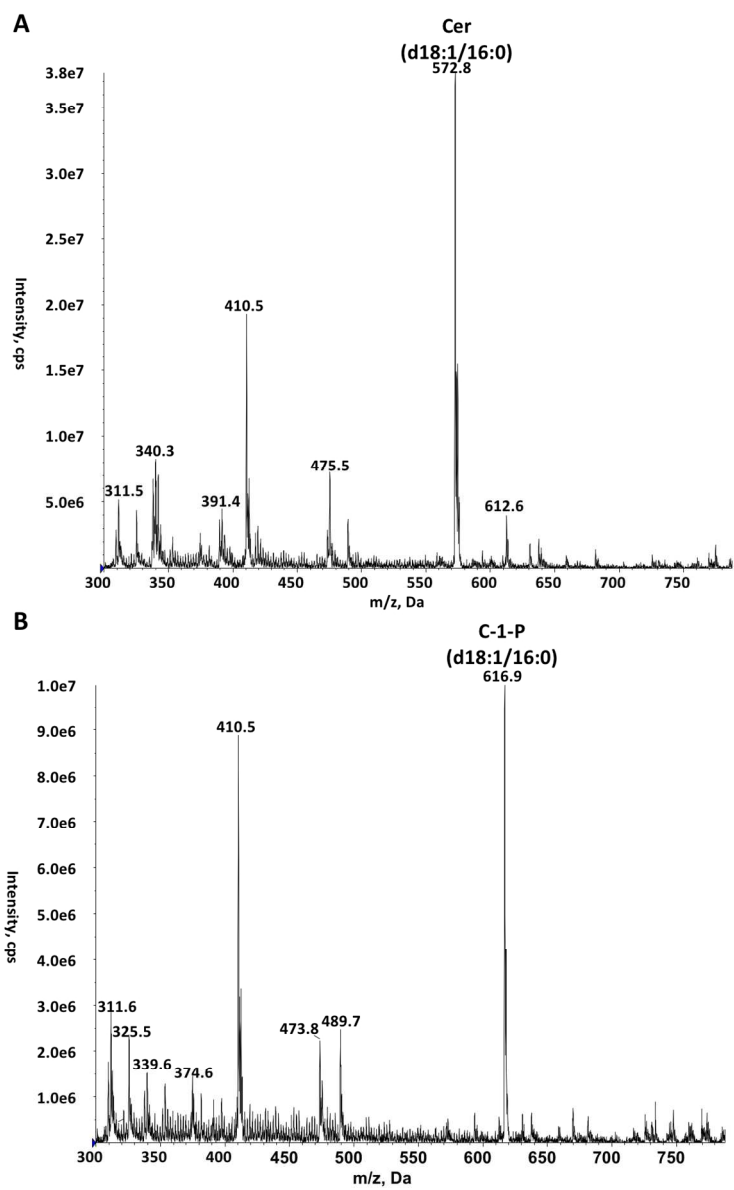 A
Cer
(d18:1/16:0)
572.8
3.8e7
3.5e7
3.0e7
2.5e7
2.0e7
1.5e7
1.0e7
5.0e6
Intensity, cps
410.5
340.3
311.5
391.4
475.5
612.6
300 350 400 450 500 550 600 650 700 750
m/z, Da
B
C-1-P
(d18:1/16:0)
616.9
1.0e7
9.0e6
8.0e6
7.0e6
6.0e6
5.0e6
4.0e6
3.0e6
2.0e6
1.0e6
Intensity, cps
410.5
311.6
325.5
339.6
374.6
473.8
489.7
300 350 400 450 500 550 600 650 700 750
m/z, Da